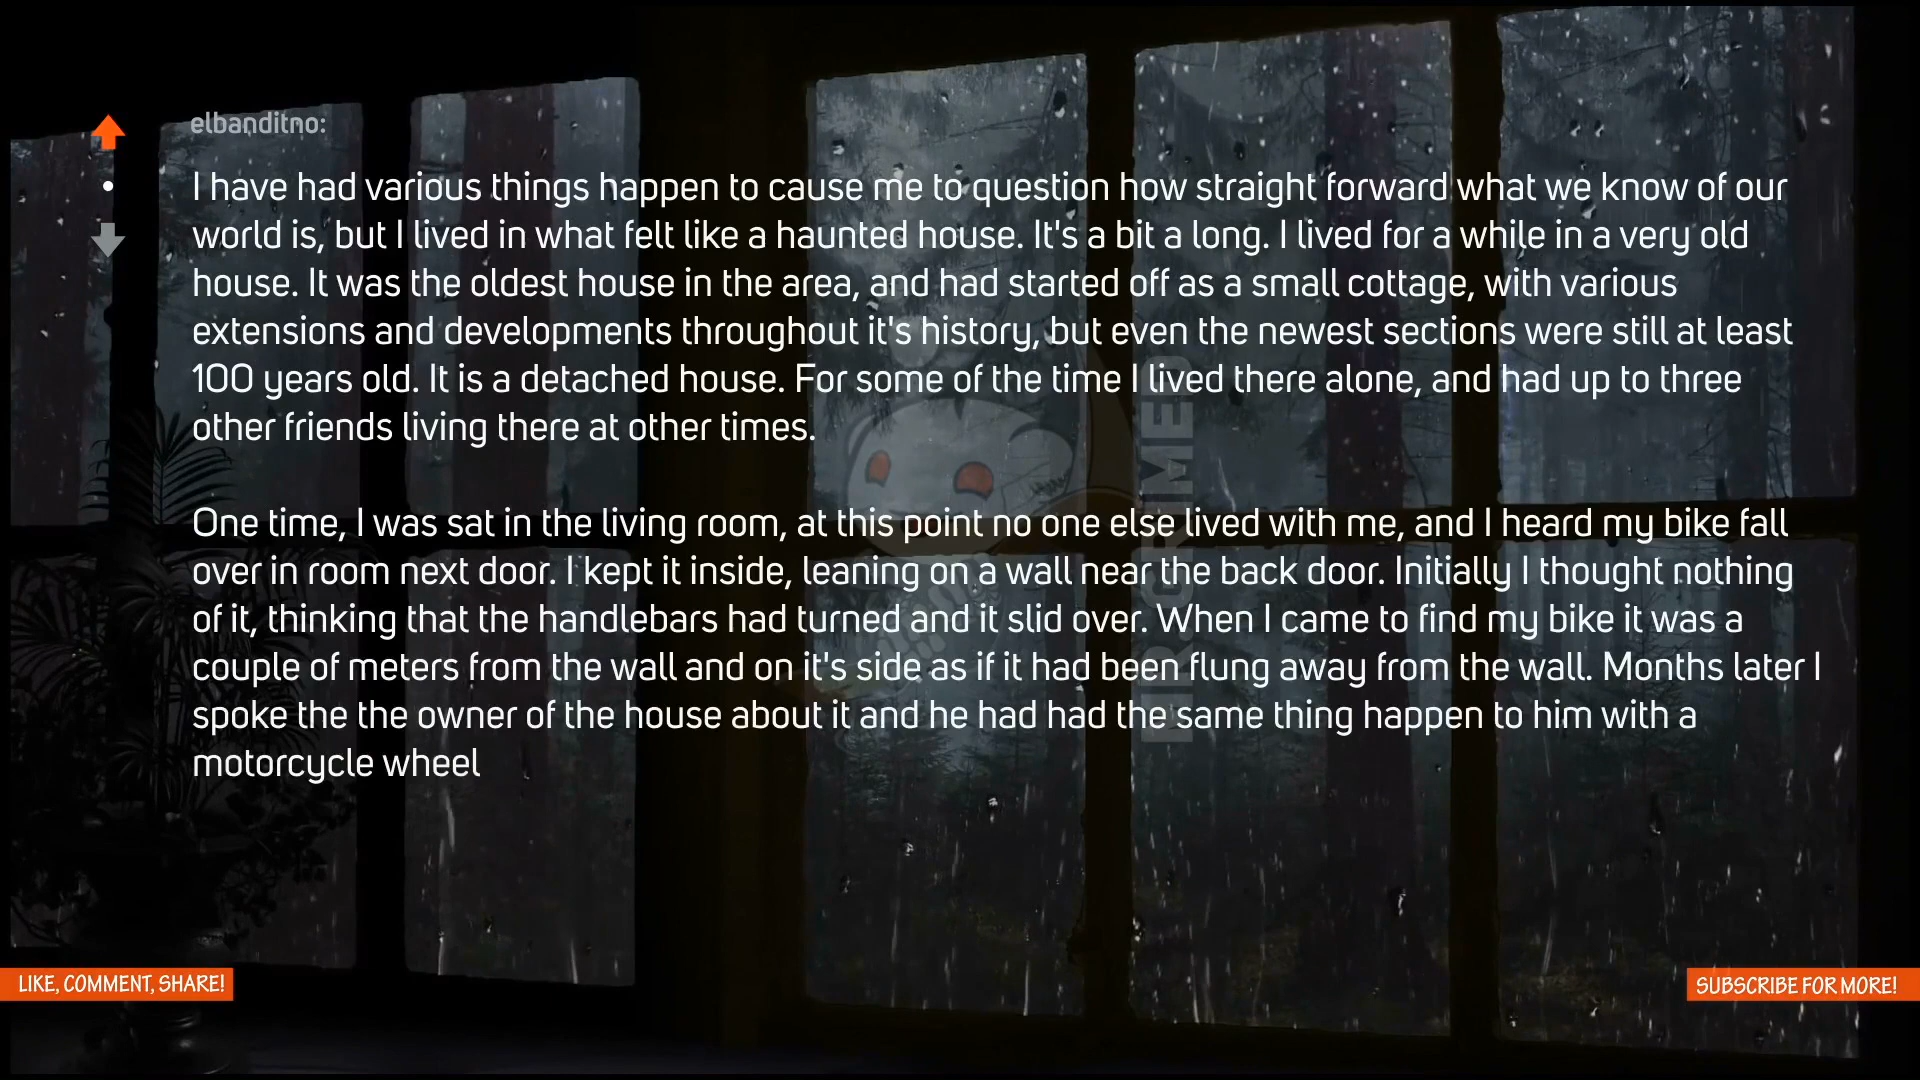 elbanditno:
I have had various things happen to cause me to question how straight forward what we know of our
world is, but I lived in what felt like a haunted house. It's a bit a long. I lived for a while in a very old
house. It was the oldest house in the area, and had started off as a small cottage, with various
extensions and developments throughout it's history, but even the newest sections were still at least
100 years old. It is a detached house. For some of the time I lived there alone, and had up to three
other friends living there at other times.
One time, I was sat in the living room, at this point no one else lived with me, and I heard my bike fall
over in room next door. I kept it inside, leaning on a wall near the back door. Initially I thought nothing
of it, thinking that the handlebars had turned and it slid over. When I came to find my bike it was a
couple of meters from the wall and on it's side as if it had been flung away from the wall. Months later I
spoke the the owner of the house about it and he had had the same thing happen to him with a
motorcycle wheel
LIKE, COMMENT, SHARE!
SUBSCRIBE FOR MORE!